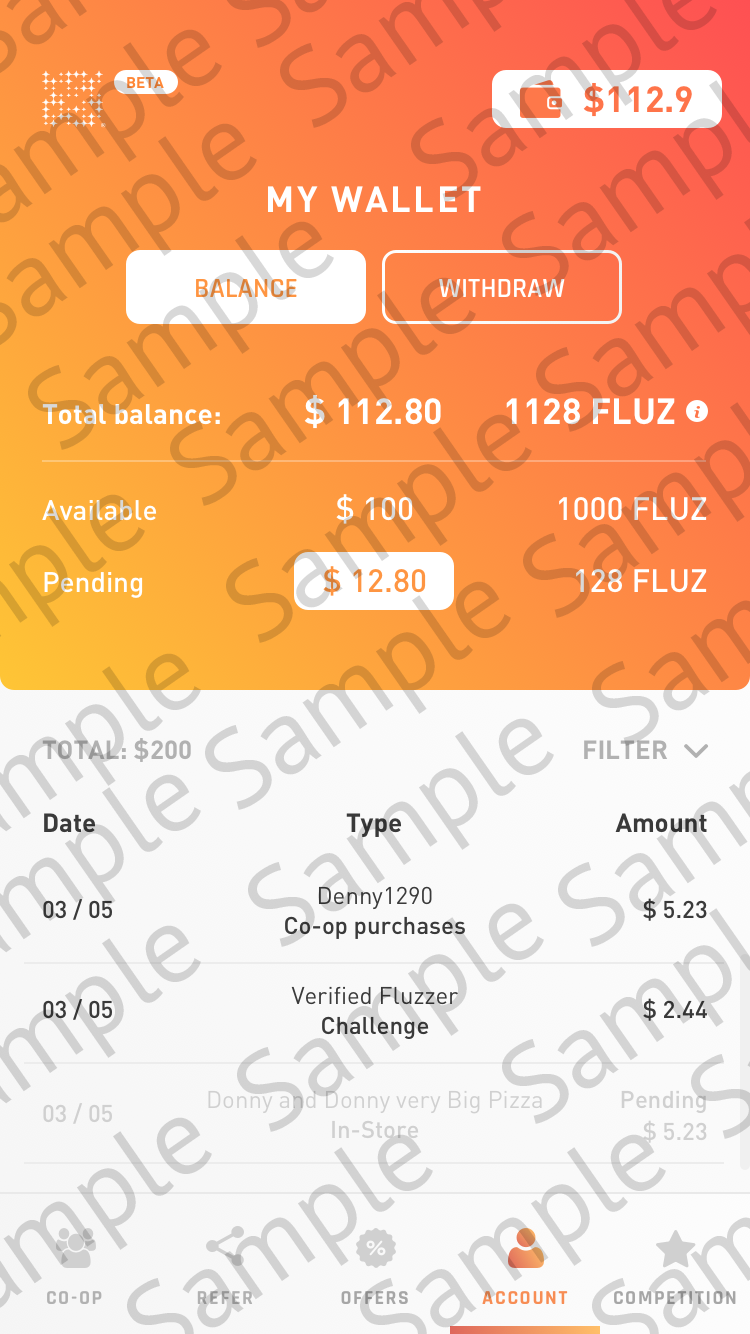 BETA
$112.9
MY WALLET
BALANCE
WITHDRAW
Total balance: $ 112.80 1128 FLUZ i
Available $ 100 1000 FLUZ
Pending $ 12.80 128 FLUZ
TOTAL: $200 FILTER
Date Type Amount
Denny1290
03 / 05 $ 5.23
Co-op purchases
Verified Fluzzer
03 / 05 $ 2.44
Challenge
Donny and Donny very Big Pizza Pending
03 / 05
In-Store $ 5.23
%
CO-OP REFER OFFERS ACCOUNT COMPETITION
Sample